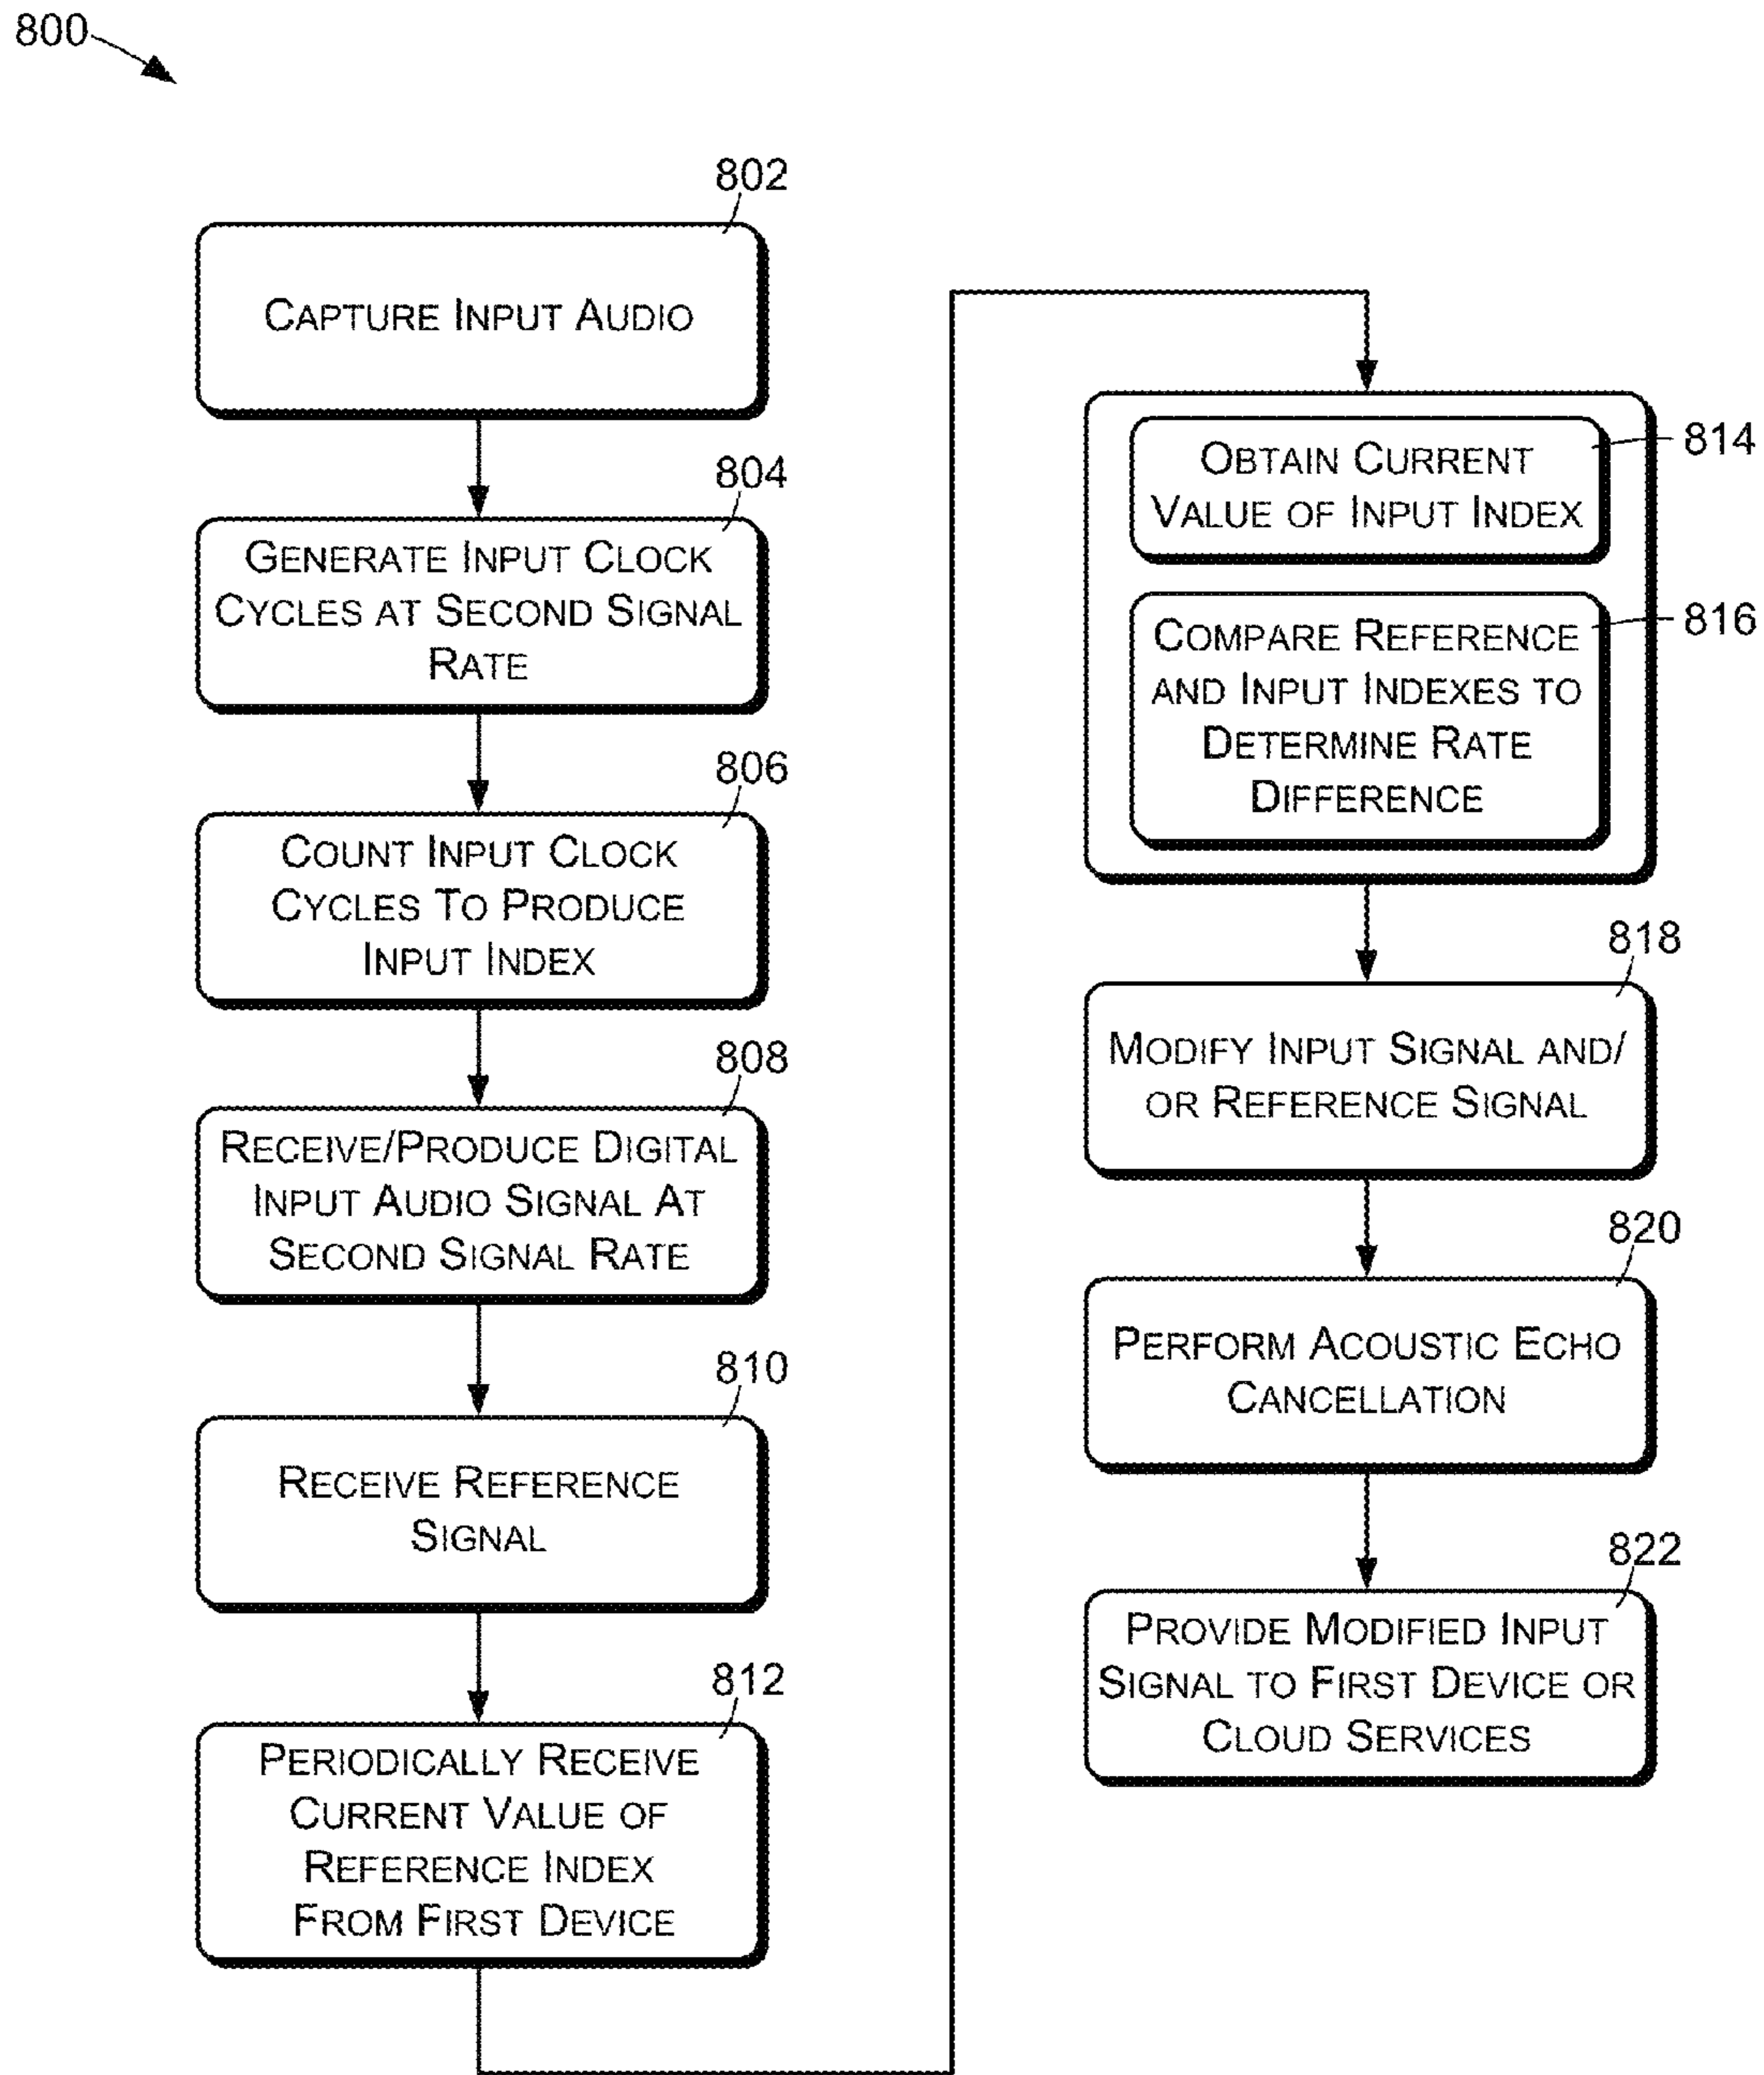 800
802
CAPTURE INPUT AUDIO
804
GENERATE INPUT CLOCK
CYCLES AT SECOND SIGNAL
RATE
806
COUNT INPUT CLOCK
CYCLES TO PRODUCE
INPUT INDEX
808
RECEIVE/PRODUCE DIGITAL
INPUT AUDIO SIGNAL AT
SECOND SIGNAL RATE
810
RECEIVE REFERENCE
SIGNAL
812
PERIODICALLY RECEIVE
CURRENT VALUE OF
REFERENCE INDEX
FROM FIRST DEVICE
814
OBTAIN CURRENT
VALUE OF INPUT INDEX
816
COMPARE REFERENCE
AND INPUT INDEXES TO
DETERMINE RATE
DIFFERENCE
818
MODIFY INPUT SIGNAL AND/
OR REFERENCE SIGNAL
820
PERFORM ACOUSTIC ECHO
CANCELLATION
822
PROVIDE MODIFIED INPUT
SIGNAL TO FIRST DEVICE OR
CLOUD SERVICES